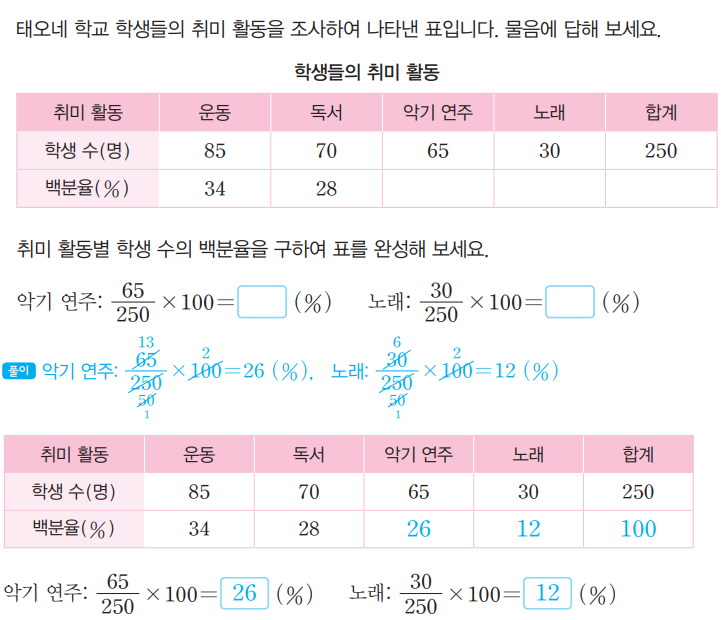 태오네 학교 학생들의 취미 활동을 조사하여 나타낸 표입니다. 물음에 답해 보세요.
학생들의 취미 활동
취미 활동 운동 독서 악기 연주 노래 합계
학생 수(명) 85 70 65 30 250
백분율(%) 34 28
취미 활동별 학생 수의 백분율을 구하여 표를 완성해 보세요.
악기 연주: 65/250 ×100= (%) 노래: 30/250 ×100= (%)
13 2 6 2
풀이 악기 연주: 65/250 ×100=26 (%), 노래: 30/250 ×100=12 (%)
50 50
1 1
취미 활동 운동 독서 악기 연주 노래 합계
학생 수(명) 85 70 65 30 250
백분율(%) 34 28 26 12 100
악기 연주: 65/250 ×100= 26 (%) 노래: 30/250 ×100= 12 (%)